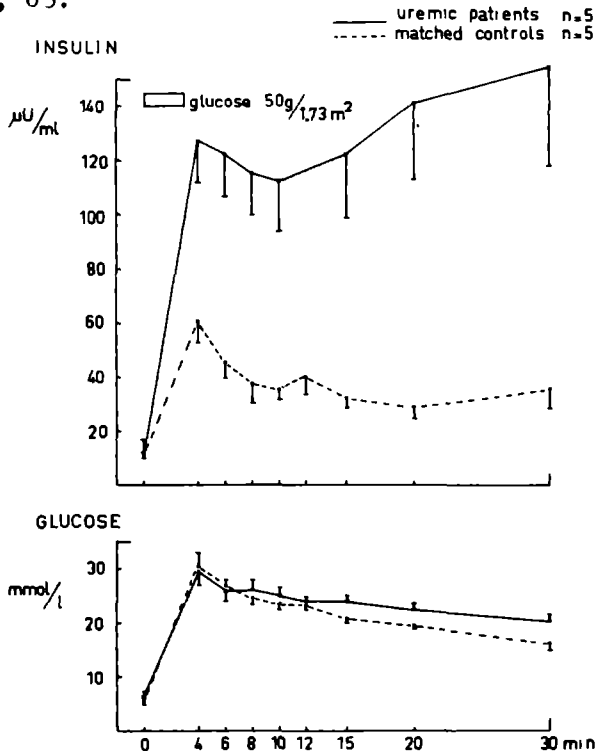 , 65.
uremic patients n=5
matched controls n=5
INSULIN
glucose 50g/1,73 m²
μU/ml
140
120
100
80
60
40
20
GLUCOSE
mmol/l
30
20
10
0 4 6 8 10 12 15 20 30 min